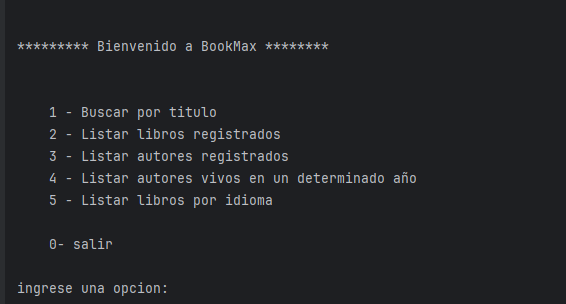 ********* Bienvenido a BookMax ********
1 - Buscar por titulo
2 - Listar libros registrados
3 - Listar autores registrados
4 - Listar autores vivos en un determinado año
5 - Listar libros por idioma
0- salir
ingrese una opcion: